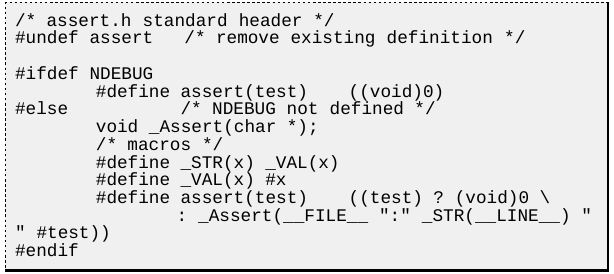 /* assert.h standard header */
#undef assert   /* remove existing definition */
#ifdef NDEBUG
        #define assert(test)    ((void)0)
#else           /* NDEBUG not defined */
        void _Assert(char *);
        /* macros */
        #define _STR(x) _VAL(x)
        #define _VAL(x) #x
        #define assert(test)    ((test) ? (void)0 \
                : _Assert(__FILE__ ":" _STR(__LINE__) "
" #test))
#endif